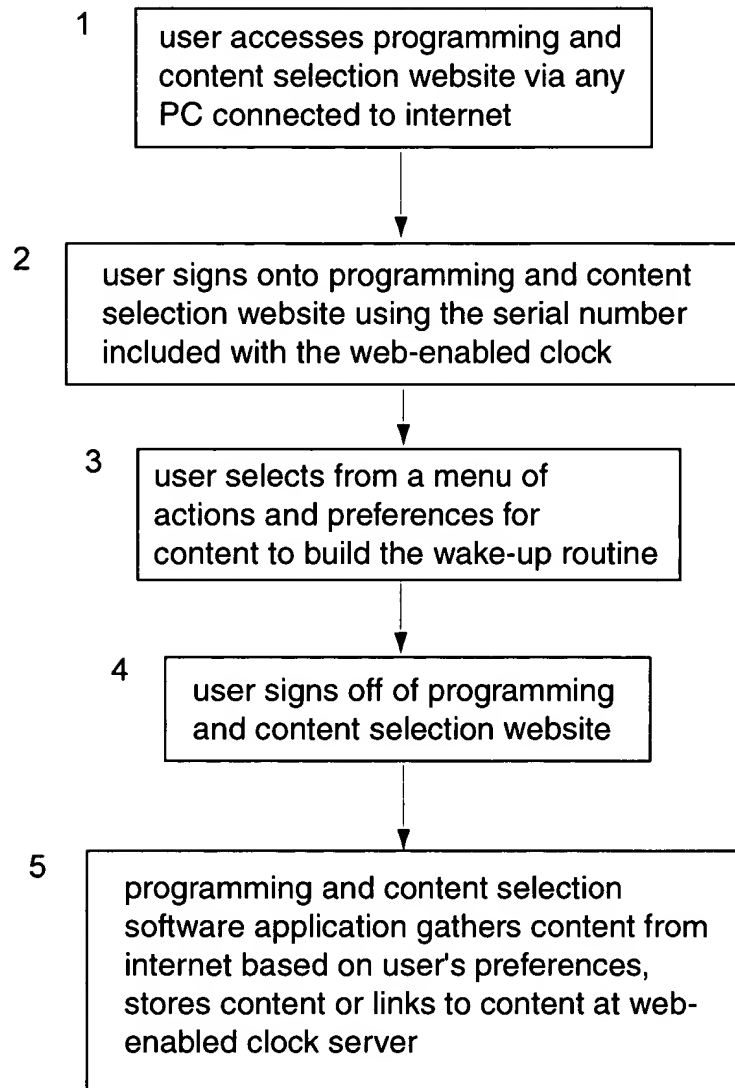 1
user accesses programming and
content selection website via any
PC connected to internet
2
user signs onto programming and content
selection website using the serial number
included with the web-enabled clock
3
user selects from a menu of
actions and preferences for
content to build the wake-up routine
4
user signs off of programming
and content selection website
5
programming and content selection
software application gathers content from
internet based on user's preferences,
stores content or links to content at web-
enabled clock server